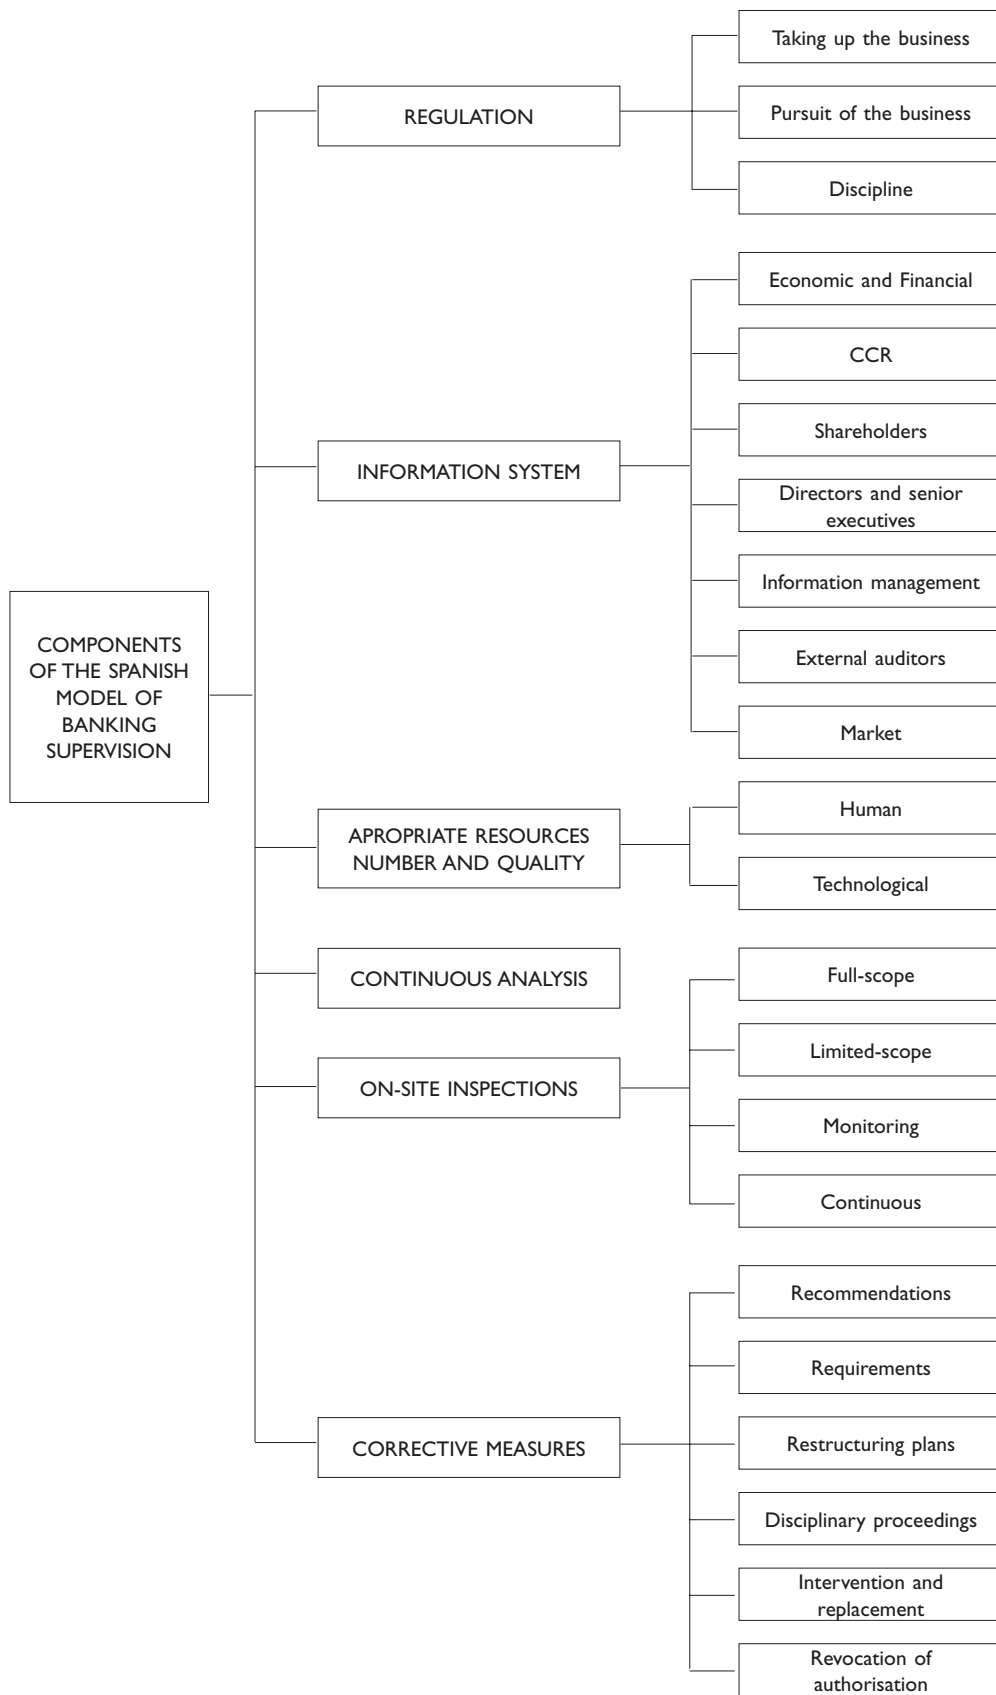 COMPONENTS
OF THE SPANISH
MODEL OF
BANKING
SUPERVISION
REGULATION
Taking up the business
Pursuit of the business
Discipline
INFORMATION SYSTEM
Economic and Financial
CCR
Shareholders
Directors and senior
executives
Information management
External auditors
Market
APROPRIATE RESOURCES
NUMBER AND QUALITY
Human
Technological
CONTINUOUS ANALYSIS
ON-SITE INSPECTIONS
Full-scope
Limited-scope
Monitoring
Continuous
CORRECTIVE MEASURES
Recommendations
Requirements
Restructuring plans
Disciplinary proceedings
Intervention and
replacement
Revocation of
authorisation